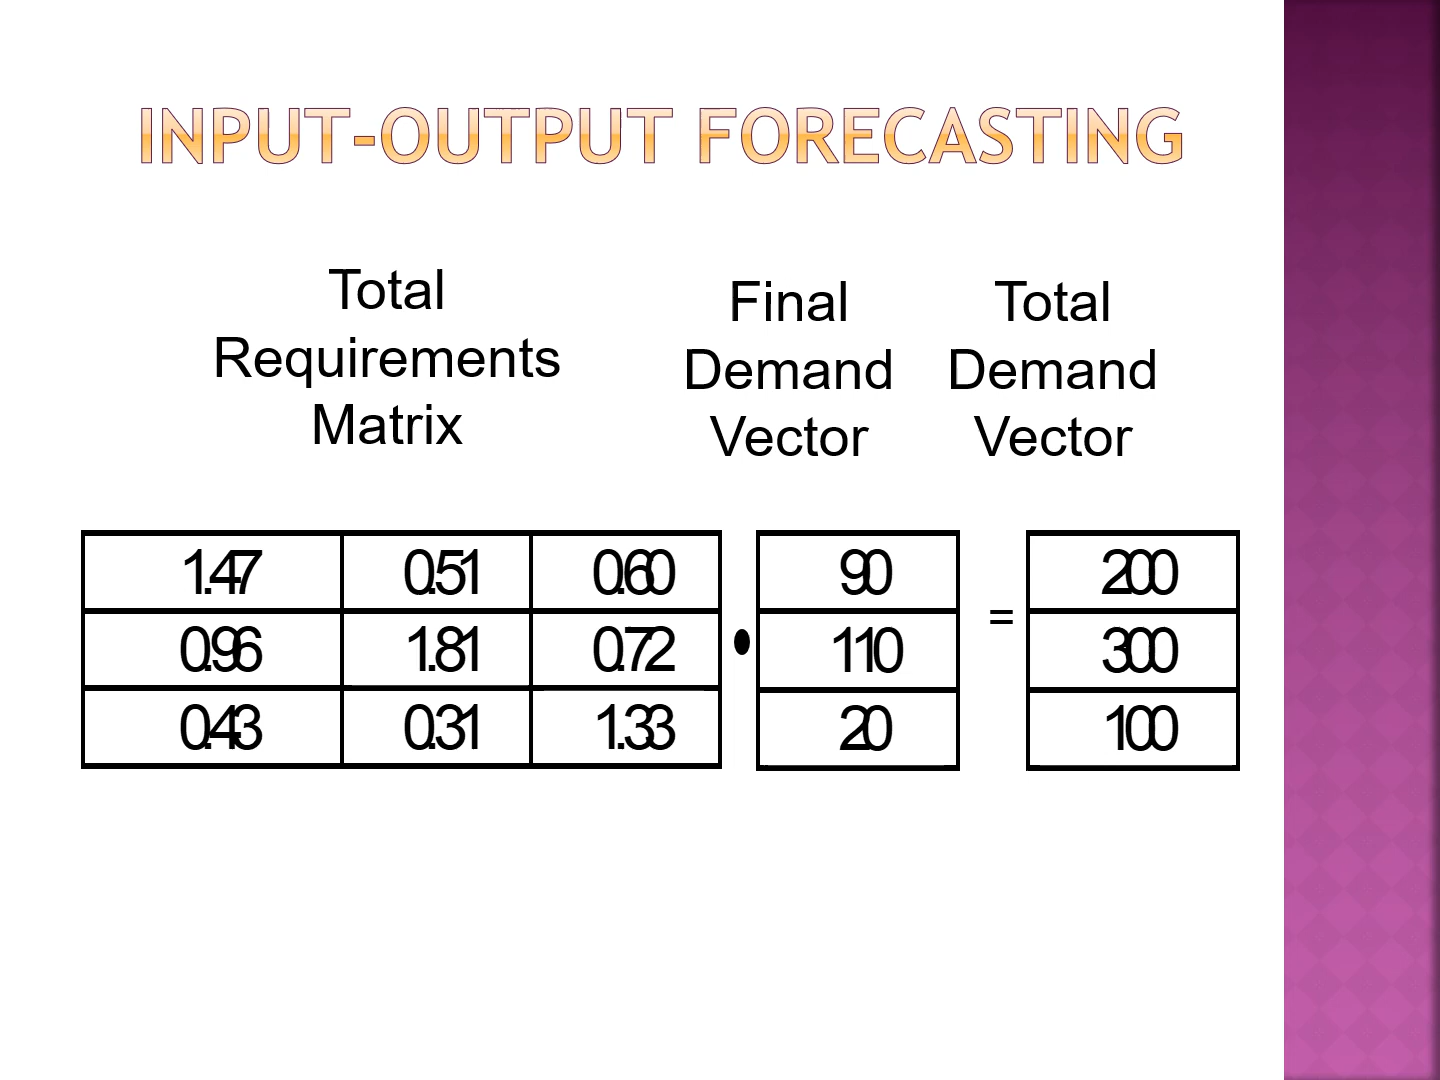 INPUT-OUTPUT FORECASTING
Total
Requirements
Matrix
Final
Demand
Vector
Total
Demand
Vector
1.47 0.51 0.60
0.96 1.81 0.72
0.43 0.31 1.33
•
90
110
20
=
200
300
100